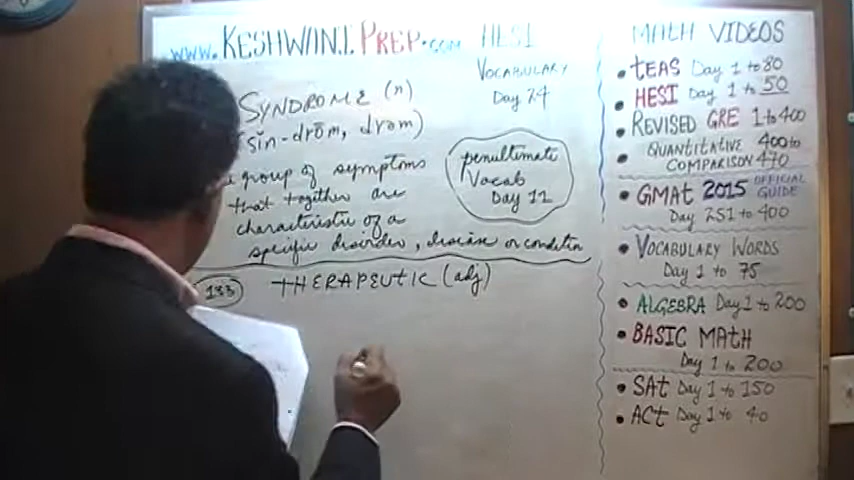 www.KESHWANI PREP.com HESI
VOCABULARY
Day 24
SYNDROME (n)
(sin-drōm, drəm)
group of symptoms
that together are
characteristic of a
specific disorder, disease or condition
penultimate
Vocab
Day 11
183
THERAPEUTIC (adj)
MATH VIDEOS
• TEAS Day 1 to 80
• HESI Day 1 to 50
• REVISED GRE 1 to 400
• QUANTITATIVE 400 to
COMPARISON 470
• GMAT 2015 OFFICIAL GUIDE
Day 251 to 400
• VOCABULARY WORDS
Day 1 to 75
• ALGEBRA Day 1 to 200
• BASIC MATH
Day 1 to 200
• SAT Day 1 to 150
• ACT Day 1 to 40